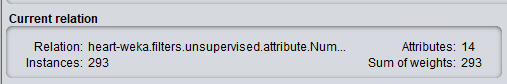 Current relation
Relation: heart-weka.filters.unsupervised.attribute.Num... Attributes: 14
Instances: 293 Sum of weights: 293